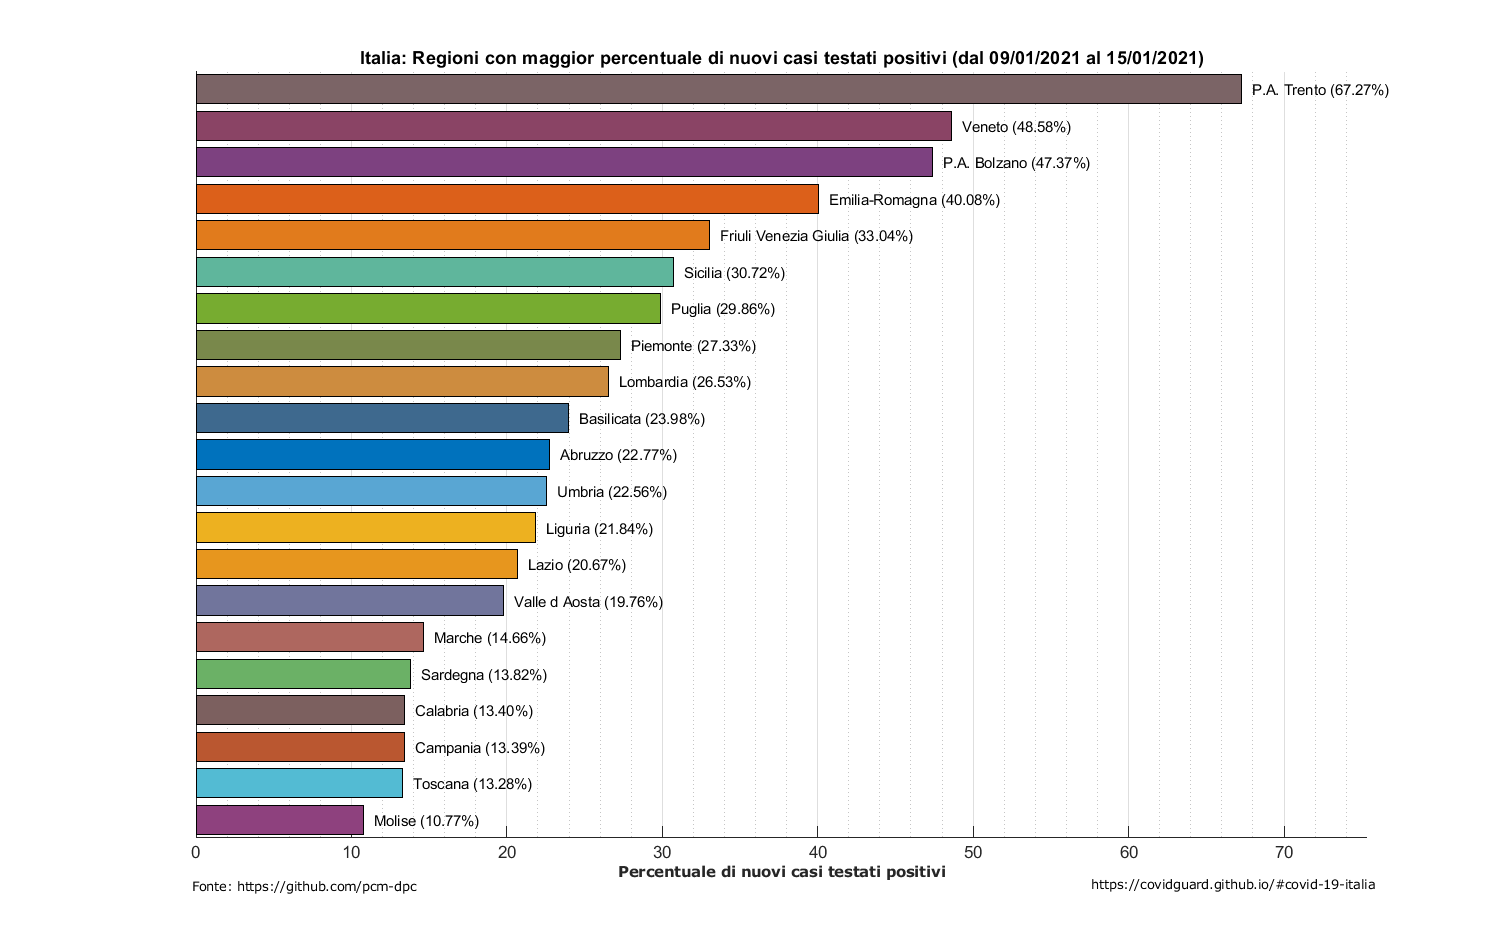 Italia: Regioni con maggior percentuale di nuovi casi testati positivi (dal 09/01/2021 al 15/01/2021)
P.A. Trento (67.27%)
Veneto (48.58%)
P.A. Bolzano (47.37%)
Emilia-Romagna (40.08%)
Friuli Venezia Giulia (33.04%)
Sicilia (30.72%)
Puglia (29.86%)
Piemonte (27.33%)
Lombardia (26.53%)
Basilicata (23.98%)
Abruzzo (22.77%)
Umbria (22.56%)
Liguria (21.84%)
Lazio (20.67%)
Valle d Aosta (19.76%)
Marche (14.66%)
Sardegna (13.82%)
Calabria (13.40%)
Campania (13.39%)
Toscana (13.28%)
Molise (10.77%)
0 10 20 30 40 50 60 70
Percentuale di nuovi casi testati positivi
Fonte: https://github.com/pcm-dpc
https://covidguard.github.io/#covid-19-italia